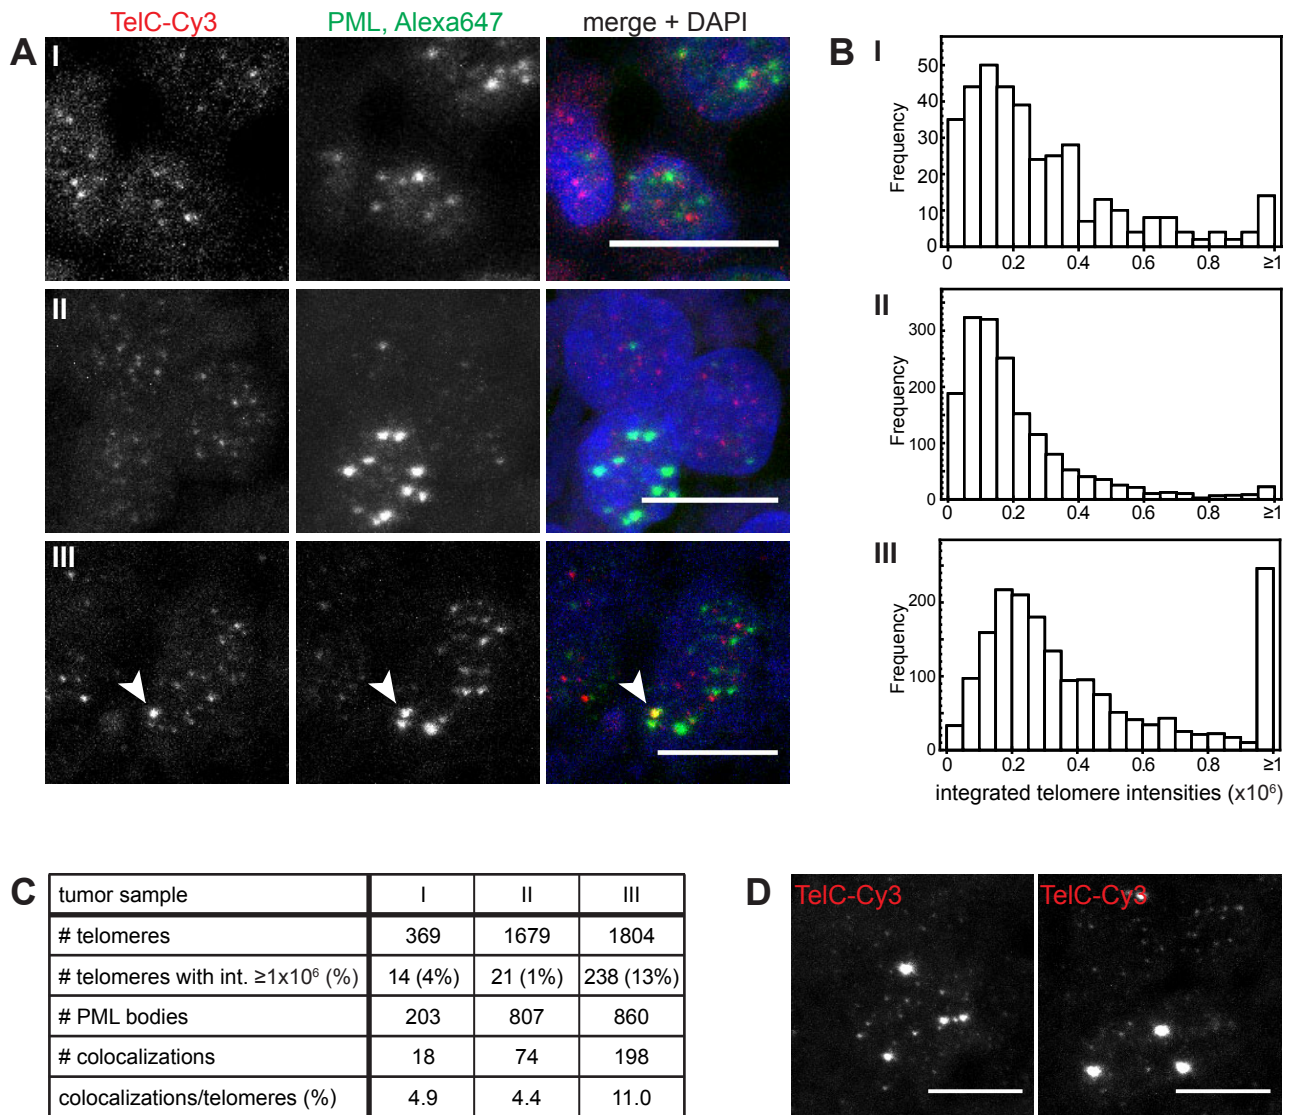 TelC-Cy3 PML, Alexa647 merge + DAPI
A I
II
III
B I
Frequency
50
40
30
20
10
0
0 0.2 0.4 0.6 0.8 ≥1
II
Frequency
300
200
100
0
0 0.2 0.4 0.6 0.8 ≥1
III
Frequency
200
100
0
0 0.2 0.4 0.6 0.8 ≥1
integrated telomere intensities (x10⁶)
C
tumor sample I II III
# telomeres 369 1679 1804
# telomeres with int. ≥1x10⁶ (%) 14 (4%) 21 (1%) 238 (13%)
# PML bodies 203 807 860
# colocalizations 18 74 198
colocalizations/telomeres (%) 4.9 4.4 11.0
D TelC-Cy3 TelC-Cy3